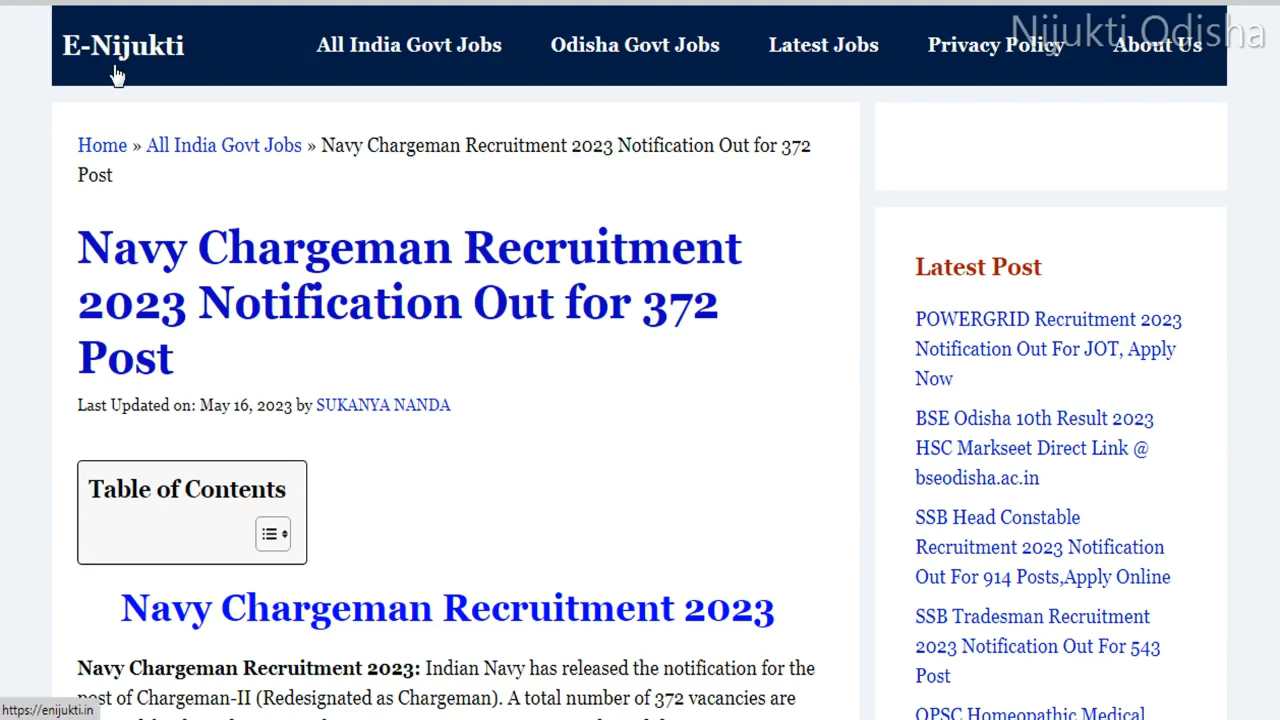 E-Nijukti
All India Govt Jobs
Odisha Govt Jobs
Latest Jobs
Privacy Policy
About Us
Nijukti Odisha
Home » All India Govt Jobs » Navy Chargeman Recruitment 2023 Notification Out for 372
Post
Navy Chargeman Recruitment
2023 Notification Out for 372
Post
Last Updated on: May 16, 2023 by SUKANYA NANDA
Table of Contents
Navy Chargeman Recruitment 2023
Navy Chargeman Recruitment 2023: Indian Navy has released the notification for the
post of Chargeman-II (Redesignated as Chargeman). A total number of 372 vacancies are
https://enijukti.in
Latest Post
POWERGRID Recruitment 2023
Notification Out For JOT, Apply
Now
BSE Odisha 10th Result 2023
HSC Markseet Direct Link @
bseodisha.ac.in
SSB Head Constable
Recruitment 2023 Notification
Out For 914 Posts,Apply Online
SSB Tradesman Recruitment
2023 Notification Out For 543
Post
OPSC Homeopathic Medical